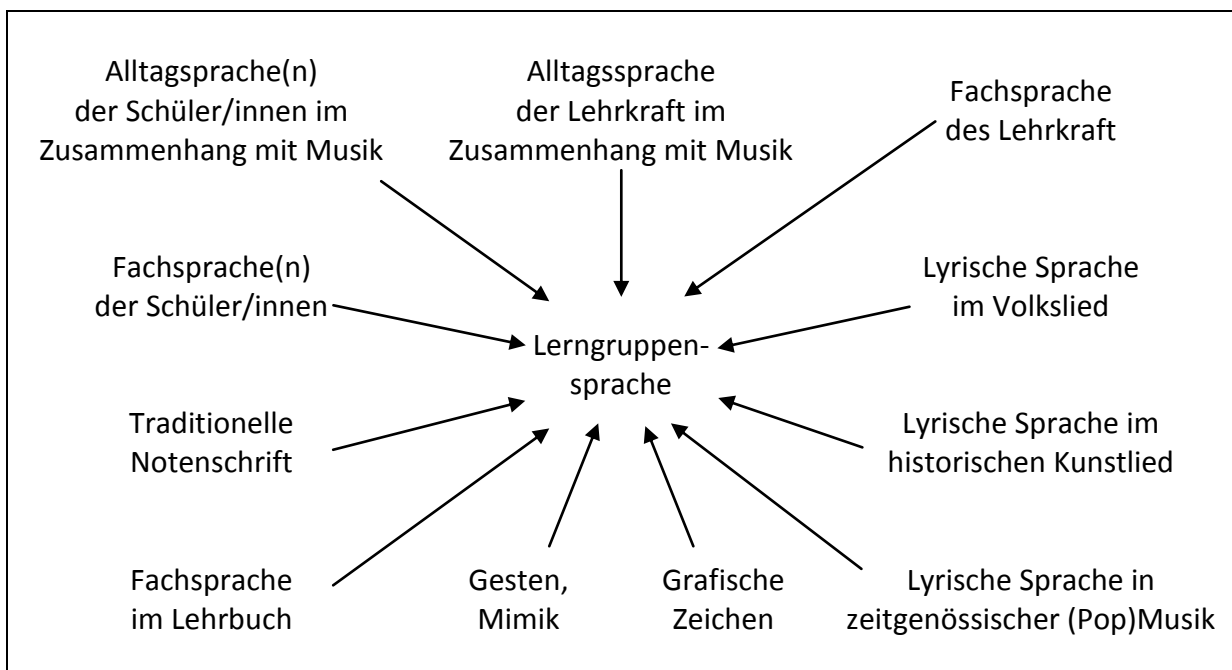 Alltagsprache(n)
der Schüler/innen im
Zusammenhang mit Musik
Alltagssprache
der Lehrkraft im
Zusammenhang mit Musik
Fachsprache
des Lehrkraft
Fachsprache(n)
der Schüler/innen
Lyrische Sprache
im Volkslied
Lerngruppen-
sprache
Traditionelle
Notenschrift
Lyrische Sprache im
historischen Kunstlied
Fachsprache
im Lehrbuch
Gesten,
Mimik
Grafische
Zeichen
Lyrische Sprache in
zeitgenössischer (Pop)Musik